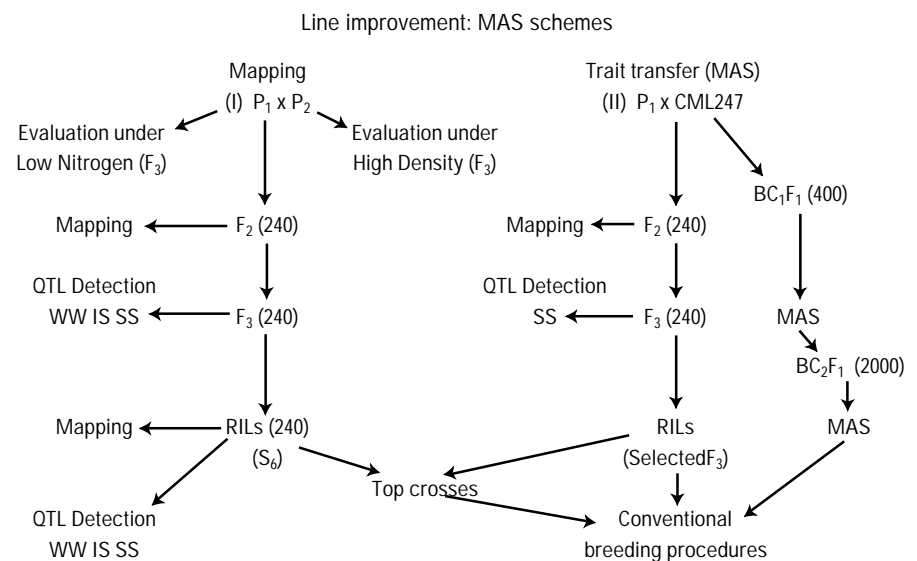 Line improvement: MAS schemes
Mapping
(I) P₁ x P₂
Evaluation under
Low Nitrogen (F₃)
Evaluation under
High Density (F₃)
Mapping
F₂ (240)
QTL Detection
WW IS SS
F₃ (240)
Mapping
RILs (240)
(S₆)
QTL Detection
WW IS SS
Top crosses
Trait transfer (MAS)
(II) P₁ x CML247
BC₁F₁ (400)
Mapping
F₂ (240)
QTL Detection
SS
F₃ (240)
MAS
BC₂F₁ (2000)
RILs
(SelectedF₃)
MAS
Conventional
breeding procedures